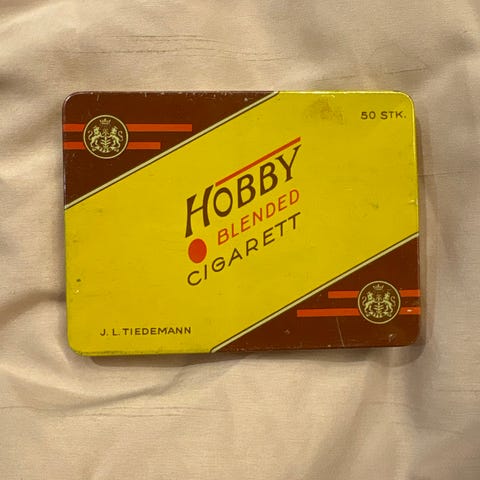 50 STK.
HOBBY
BLENDED
CIGARETT
J. L. TIEDEMANN